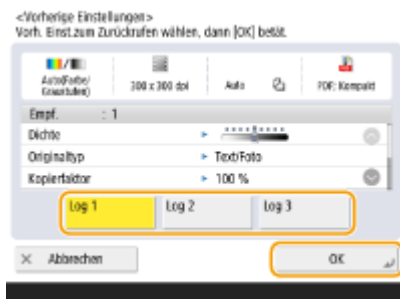 <Vorherige Einstellungen>
Vorh. Einst.zum Zurückrufen wählen, dann [OK] betät.
Auto(Farbe/
Graustufen)
300 x 300 dpi
Auto
PDF: Kompakt
Empf. : 1
Dichte
Originaltyp ► Text/Foto
Kopierfaktor ► 100 %
Log 1
Log 2
Log 3
× Abbrechen
OK